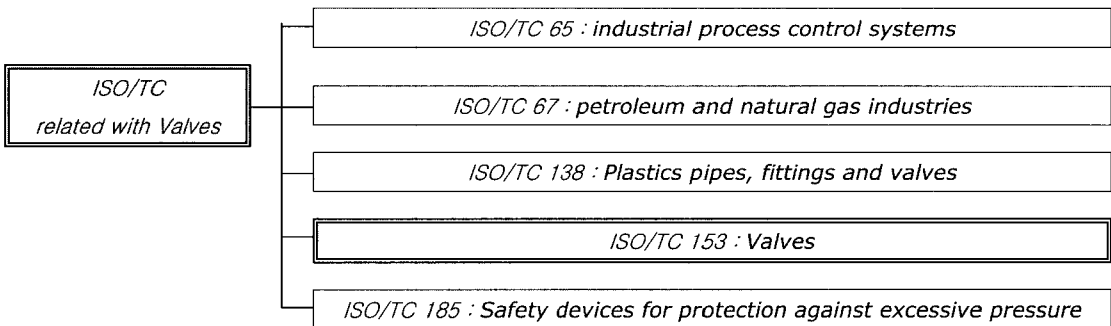 ISO/TC
related with Valves
ISO/TC 65 : industrial process control systems
ISO/TC 67 : petroleum and natural gas industries
ISO/TC 138 : Plastics pipes, fittings and valves
ISO/TC 153 : Valves
ISO/TC 185 : Safety devices for protection against excessive pressure